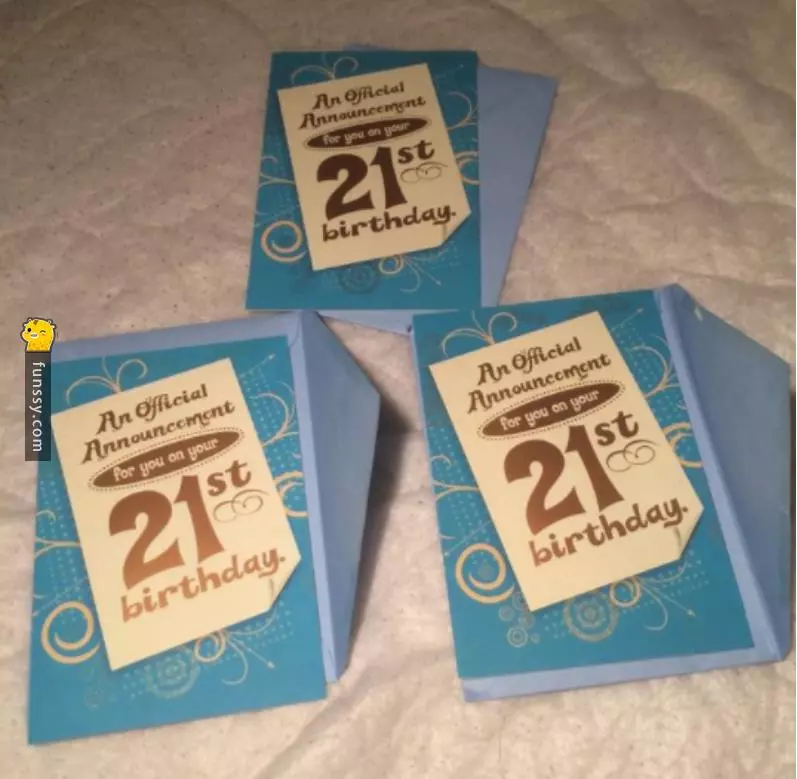 An Official
Announcement
for you on your
21st
birthday.
An Official
Announcement
for you on your
21st
birthday.
An Official
Announcement
for you on your
21st
birthday.
funssy.com